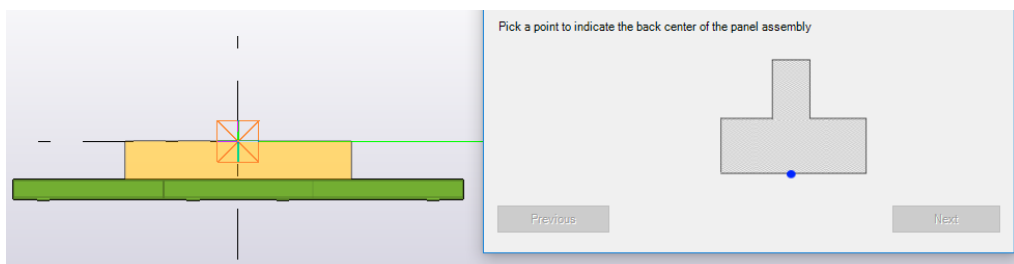 Pick a point to indicate the back center of the panel assembly
Previous
Next